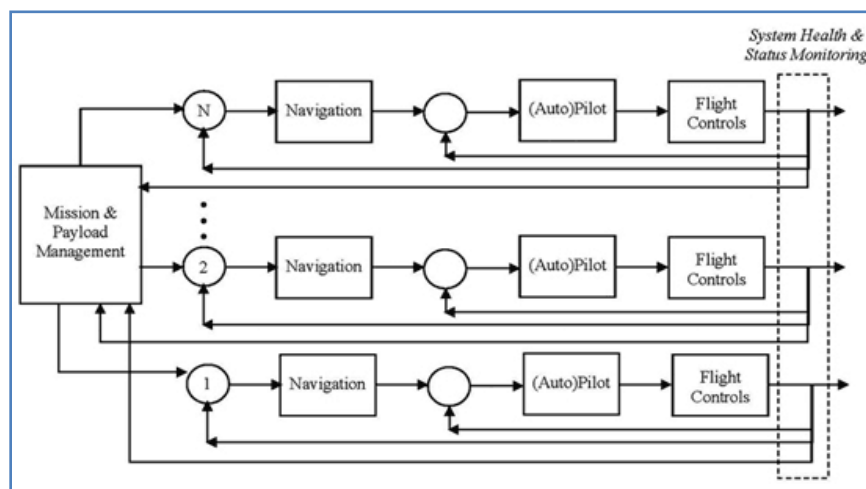 System Health &
Status Monitoring
N
Navigation
(Auto)Pilot
Flight
Controls
Mission &
Payload
Management
2
Navigation
(Auto)Pilot
Flight
Controls
1
Navigation
(Auto)Pilot
Flight
Controls